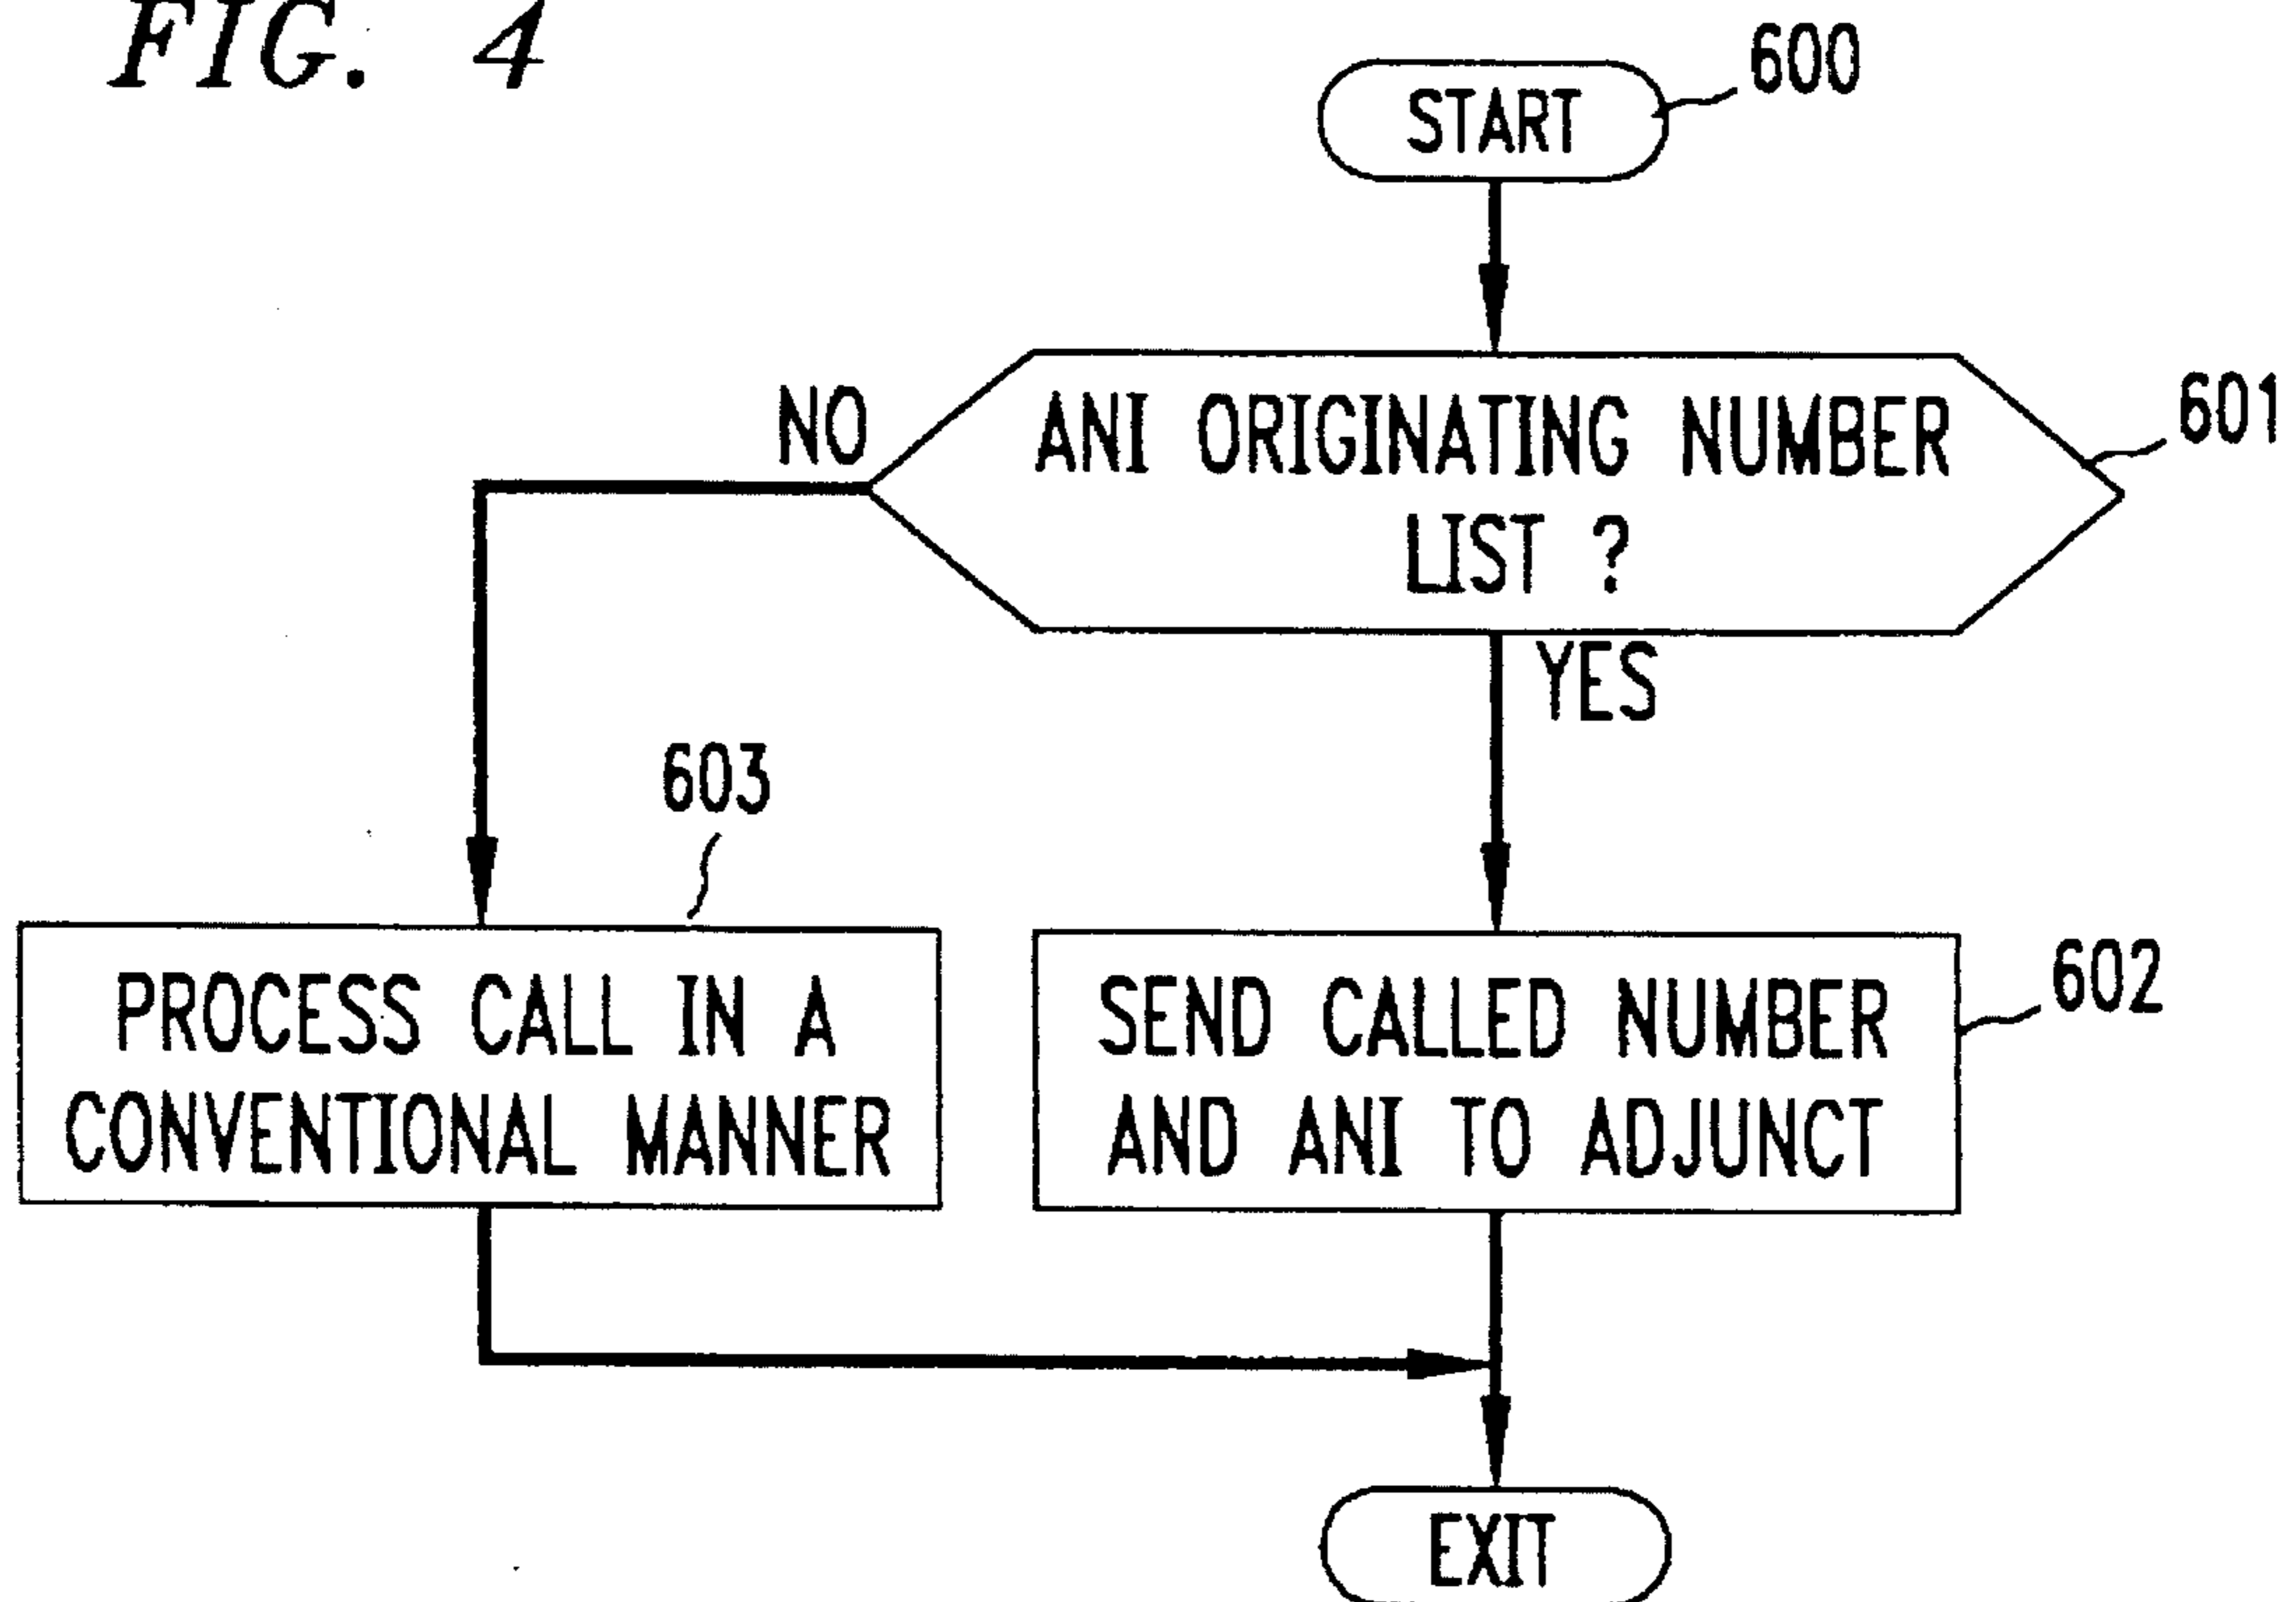 FIG. 4
START
600
ANI ORIGINATING NUMBER
LIST ?
601
NO
YES
603
PROCESS CALL IN A
CONVENTIONAL MANNER
SEND CALLED NUMBER
AND ANI TO ADJUNCT
602
EXIT